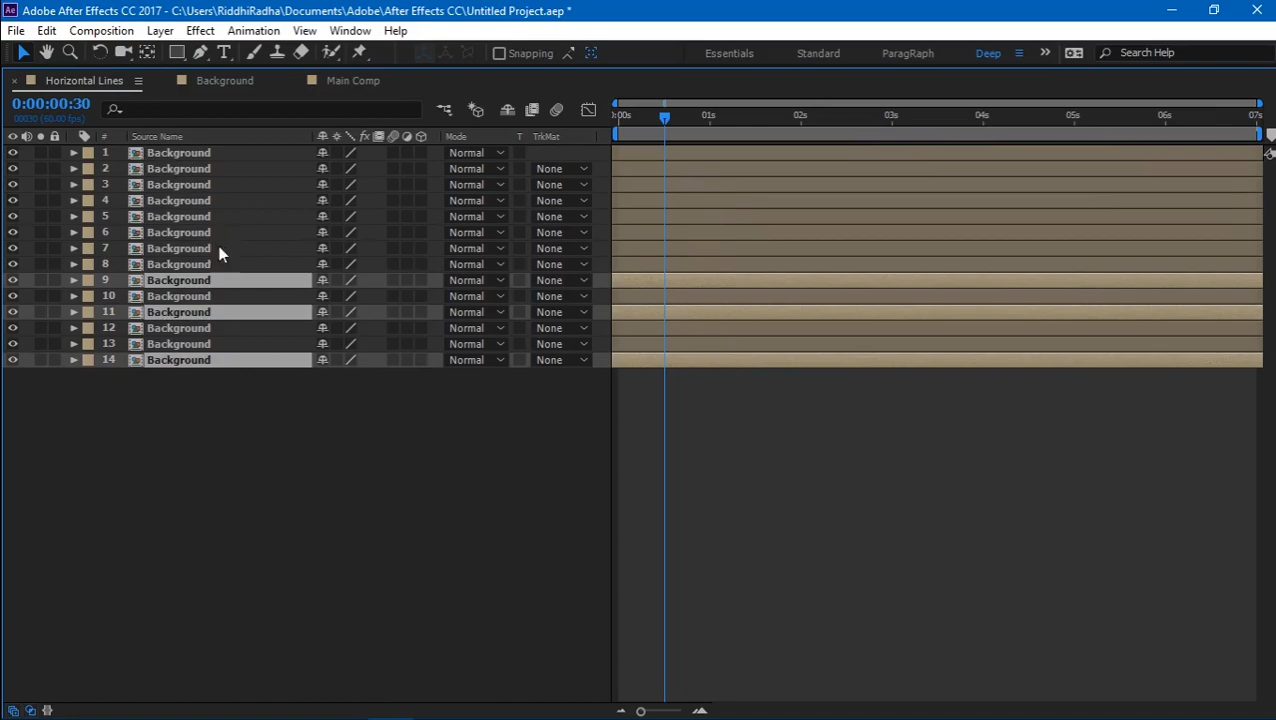 Adobe After Effects CC 2017 - C:\Users\RiddhiRadha\Documents\Adobe\After Effects CC\Untitled Project.aep *
File Edit Composition Layer Effect Animation View Window Help
Snapping Essentials Standard ParaGraph Deep Search Help
Horizontal Lines Background Main Comp
0:00:00:30
00030 (60.00 fps)
:00s 01s 02s 03s 04s 05s 06s 07s
# Source Name fx Mode T TrkMat
1 Background Normal
2 Background Normal None
3 Background Normal None
4 Background Normal None
5 Background Normal None
6 Background Normal None
7 Background Normal None
8 Background Normal None
9 Background Normal None
10 Background Normal None
11 Background Normal None
12 Background Normal None
13 Background Normal None
14 Background Normal None